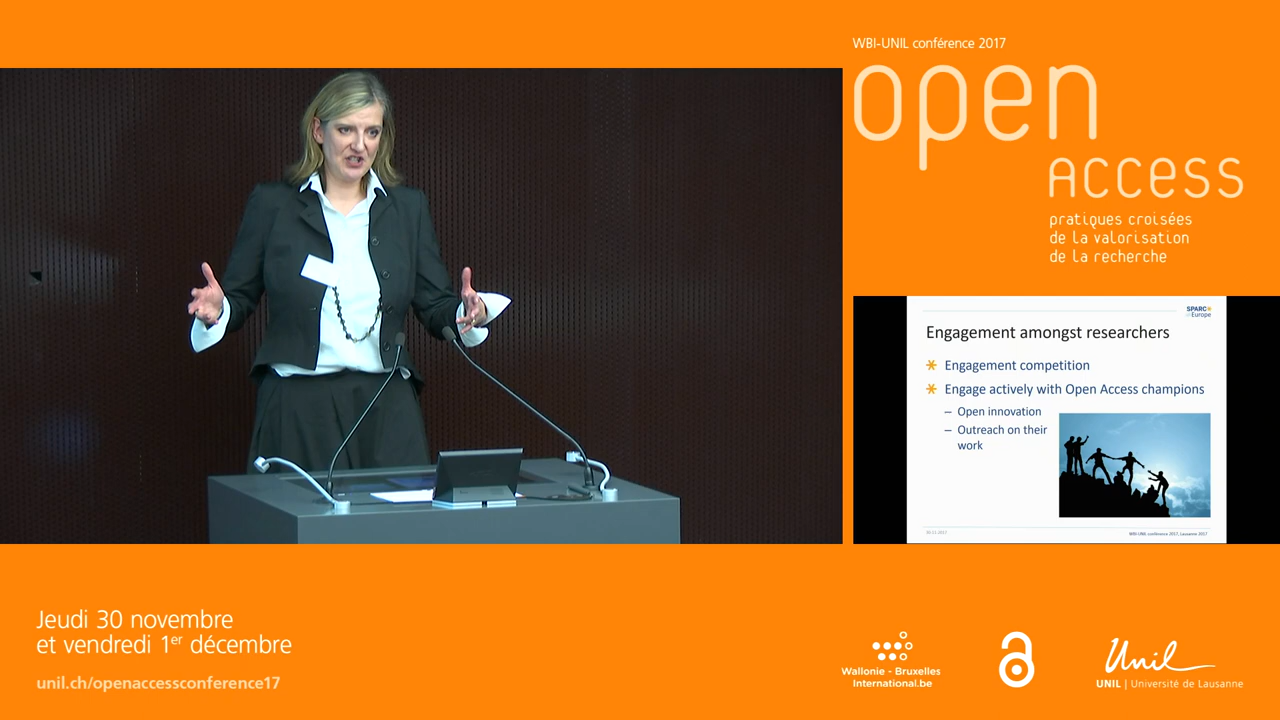 WBI-UNIL conférence 2017
open
access
pratiques croisées
de la valorisation
de la recherche
SPARC
Europe
Engagement amongst researchers
Engagement competition
Engage actively with Open Access champions
– Open innovation
– Outreach on their
work
30.11.2017
WBI-UNIL conférence 2017, Lausanne 2017
Jeudi 30 novembre
et vendredi 1er décembre
unil.ch/openaccessconference17
Wallonie - Bruxelles
International.be
Unil
UNIL | Université de Lausanne